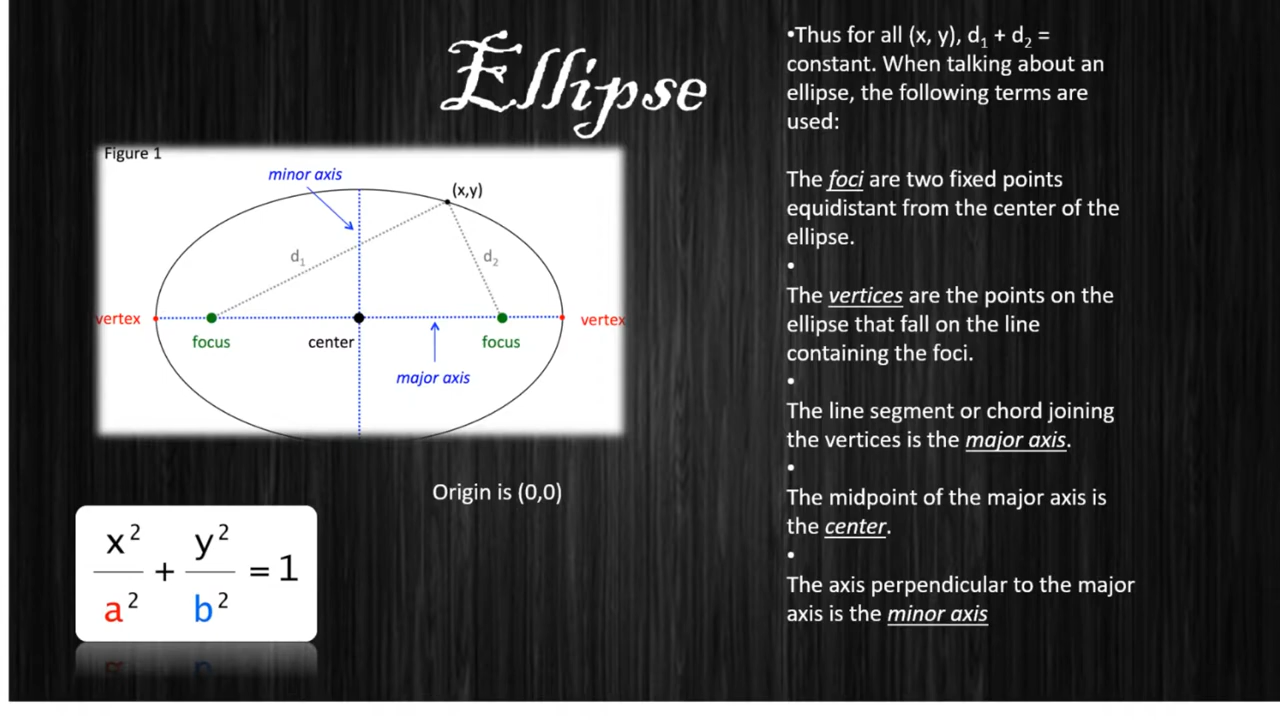 Ellipse
Figure 1
minor axis
(x,y)
d₁
d₂
vertex
vertex
focus
center
focus
major axis
Origin is (0,0)
x² / a² + y² / b² = 1
•Thus for all (x, y), d₁ + d₂ =
constant. When talking about an
ellipse, the following terms are
used:
The foci are two fixed points
equidistant from the center of the
ellipse.
•
The vertices are the points on the
ellipse that fall on the line
containing the foci.
•
The line segment or chord joining
the vertices is the major axis.
•
The midpoint of the major axis is
the center.
•
The axis perpendicular to the major
axis is the minor axis